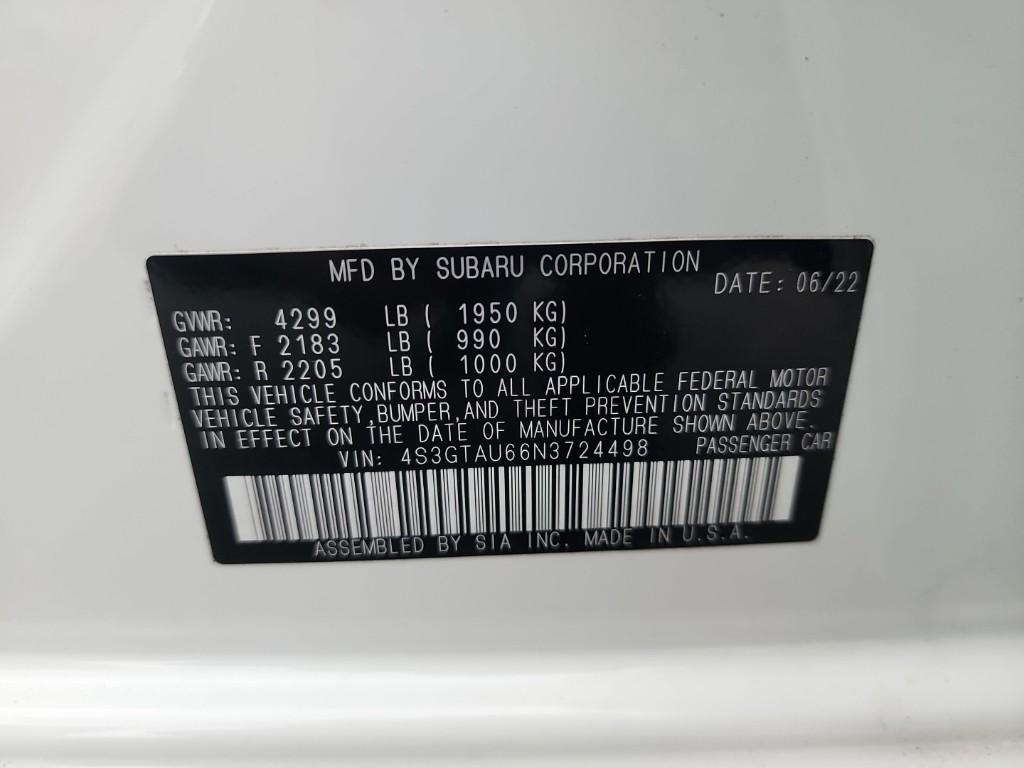 MFD BY SUBARU CORPORATION DATE: 06/22
GVWR: 4299 LB ( 1950 KG)
GAWR: F 2183 LB ( 990 KG)
GAWR: R 2205 LB ( 1000 KG)
THIS VEHICLE CONFORMS TO ALL APPLICABLE FEDERAL MOTOR
VEHICLE SAFETY, BUMPER, AND THEFT PREVENTION STANDARDS
IN EFFECT ON THE DATE OF MANUFACTURE SHOWN ABOVE.
VIN: 4S3GTAU66N3724498 PASSENGER CAR
ASSEMBLED BY SIA INC. MADE IN U.S.A.